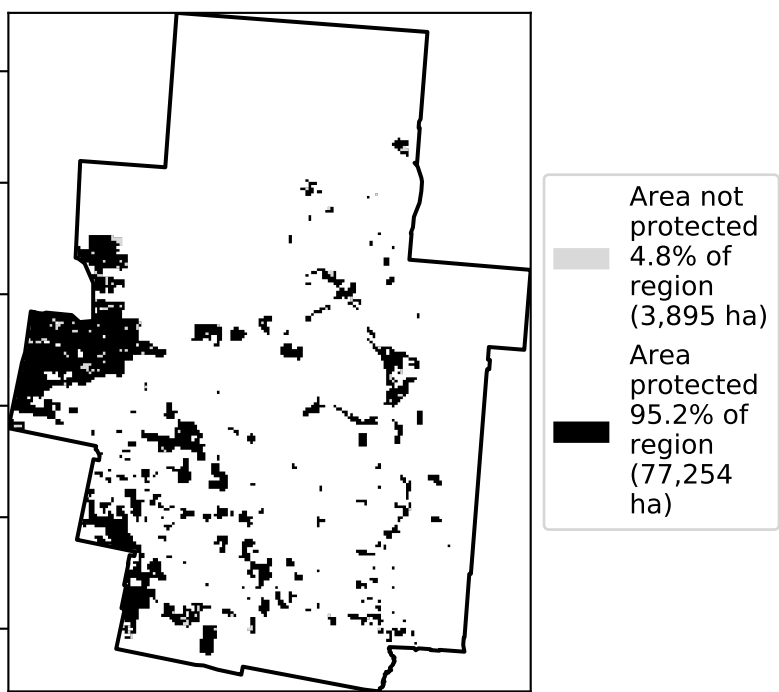 Area not
protected
4.8% of
region
(3,895 ha)
Area
protected
95.2% of
region
(77,254
ha)